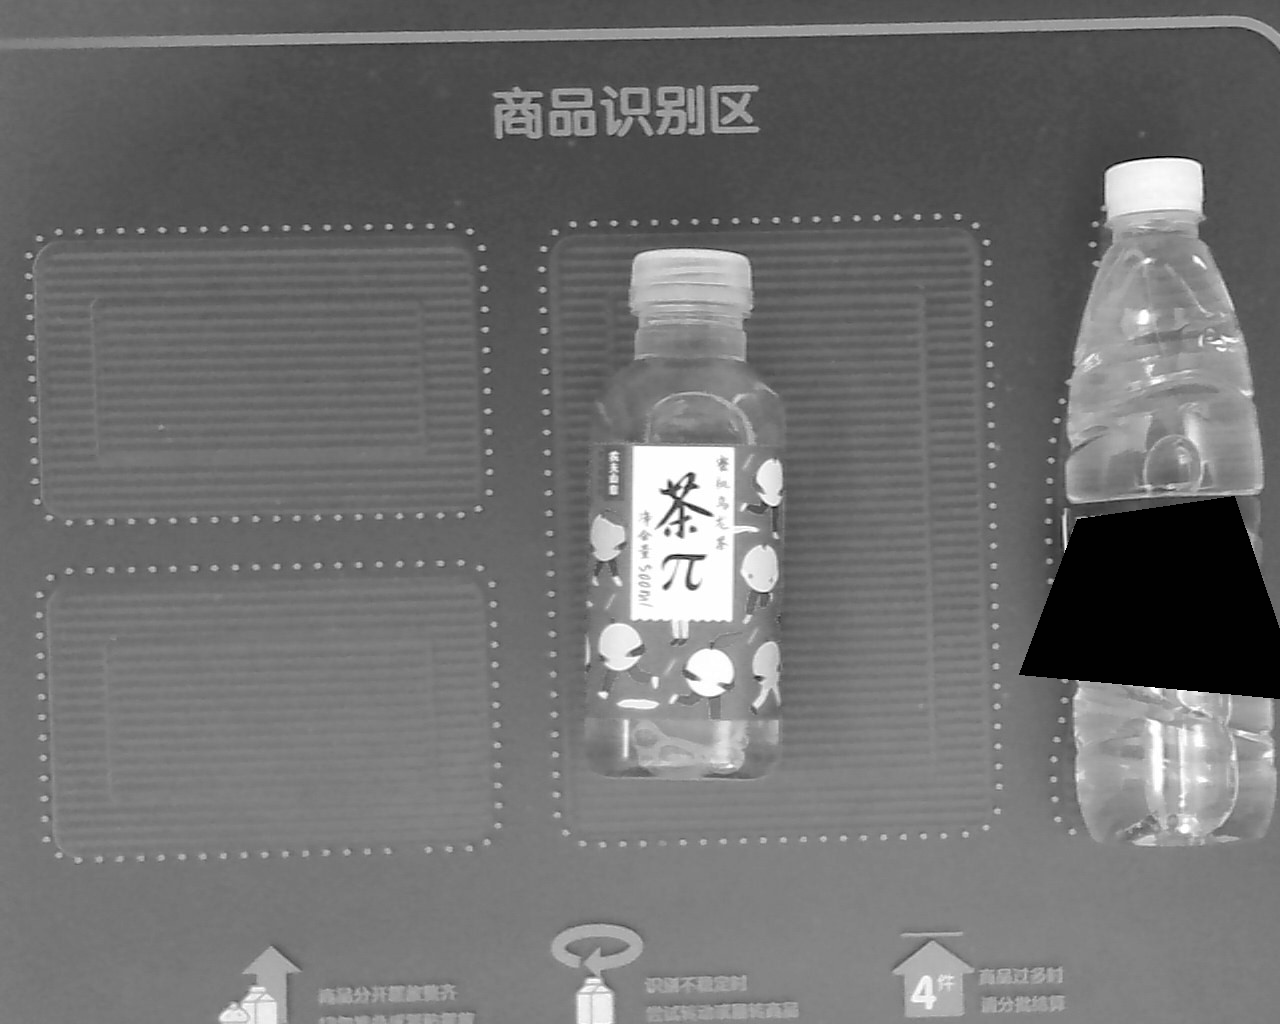 商品识别区
农夫山泉
蜜桃乌龙茶
茶π
净含量500ml
商品分开摆放整齐
识别不稳定时
尝试转动或翻转商品
4件
商品过多时
请分批结算